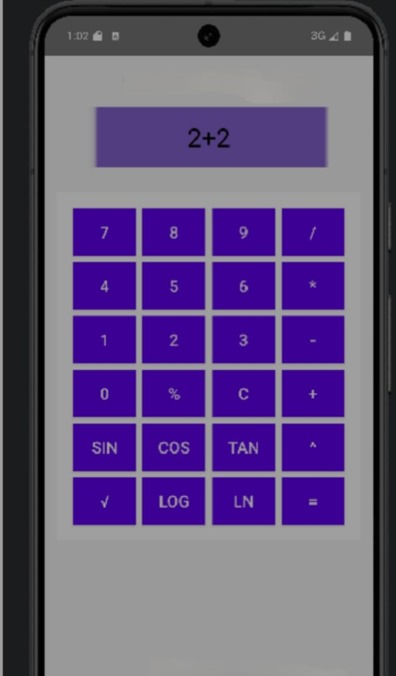 1:02 3G
2+2
7 8 9 /
4 5 6 *
1 2 3 -
0 % C +
SIN COS TAN ^
√ LOG LN =